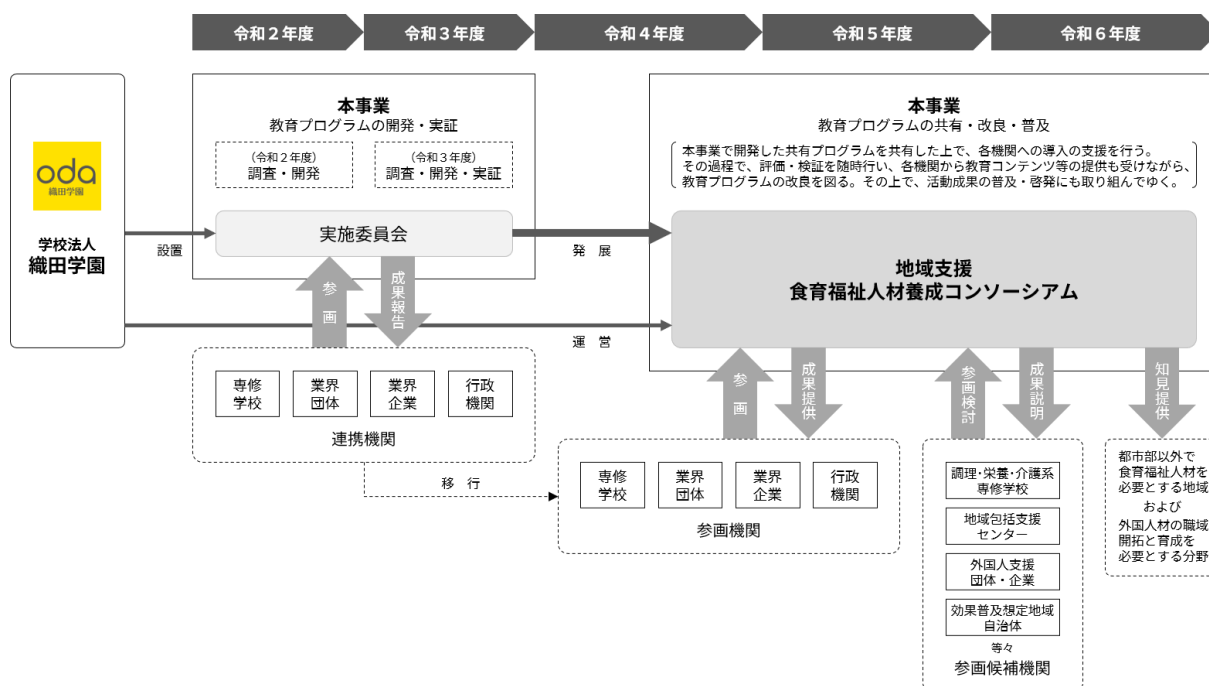 令和２年度
令和３年度
令和４年度
令和５年度
令和６年度
oda
織田学園
学校法人
織田学園
本事業
教育プログラムの開発・実証
（令和２年度）
調査・開発
（令和３年度）
調査・開発・実証
設置
実施委員会
発　展
運　営
参　画
成果報告
専修
学校
業界
団体
業界
企業
行政
機関
連携機関
移　行
本事業
教育プログラムの共有・改良・普及
本事業で開発した共有プログラムを共有した上で、各機関への導入の支援を行う。
その過程で、評価・検証を随時行い、各機関から教育コンテンツ等の提供も受けながら、
教育プログラムの改良を図る。その上で、活動成果の普及・啓発にも取り組んでゆく。
地域支援
食育福祉人材養成コンソーシアム
参　画
成果提供
専修
学校
業界
団体
業界
企業
行政
機関
参画機関
参画検討
成果説明
調理・栄養・介護系
専修学校
地域包括支援
センター
外国人支援
団体・企業
効果普及想定地域
自治体
等々
参画候補機関
知見提供
都市部以外で
食育福祉人材を
必要とする地域
および
外国人材の職域
開拓と育成を
必要とする分野